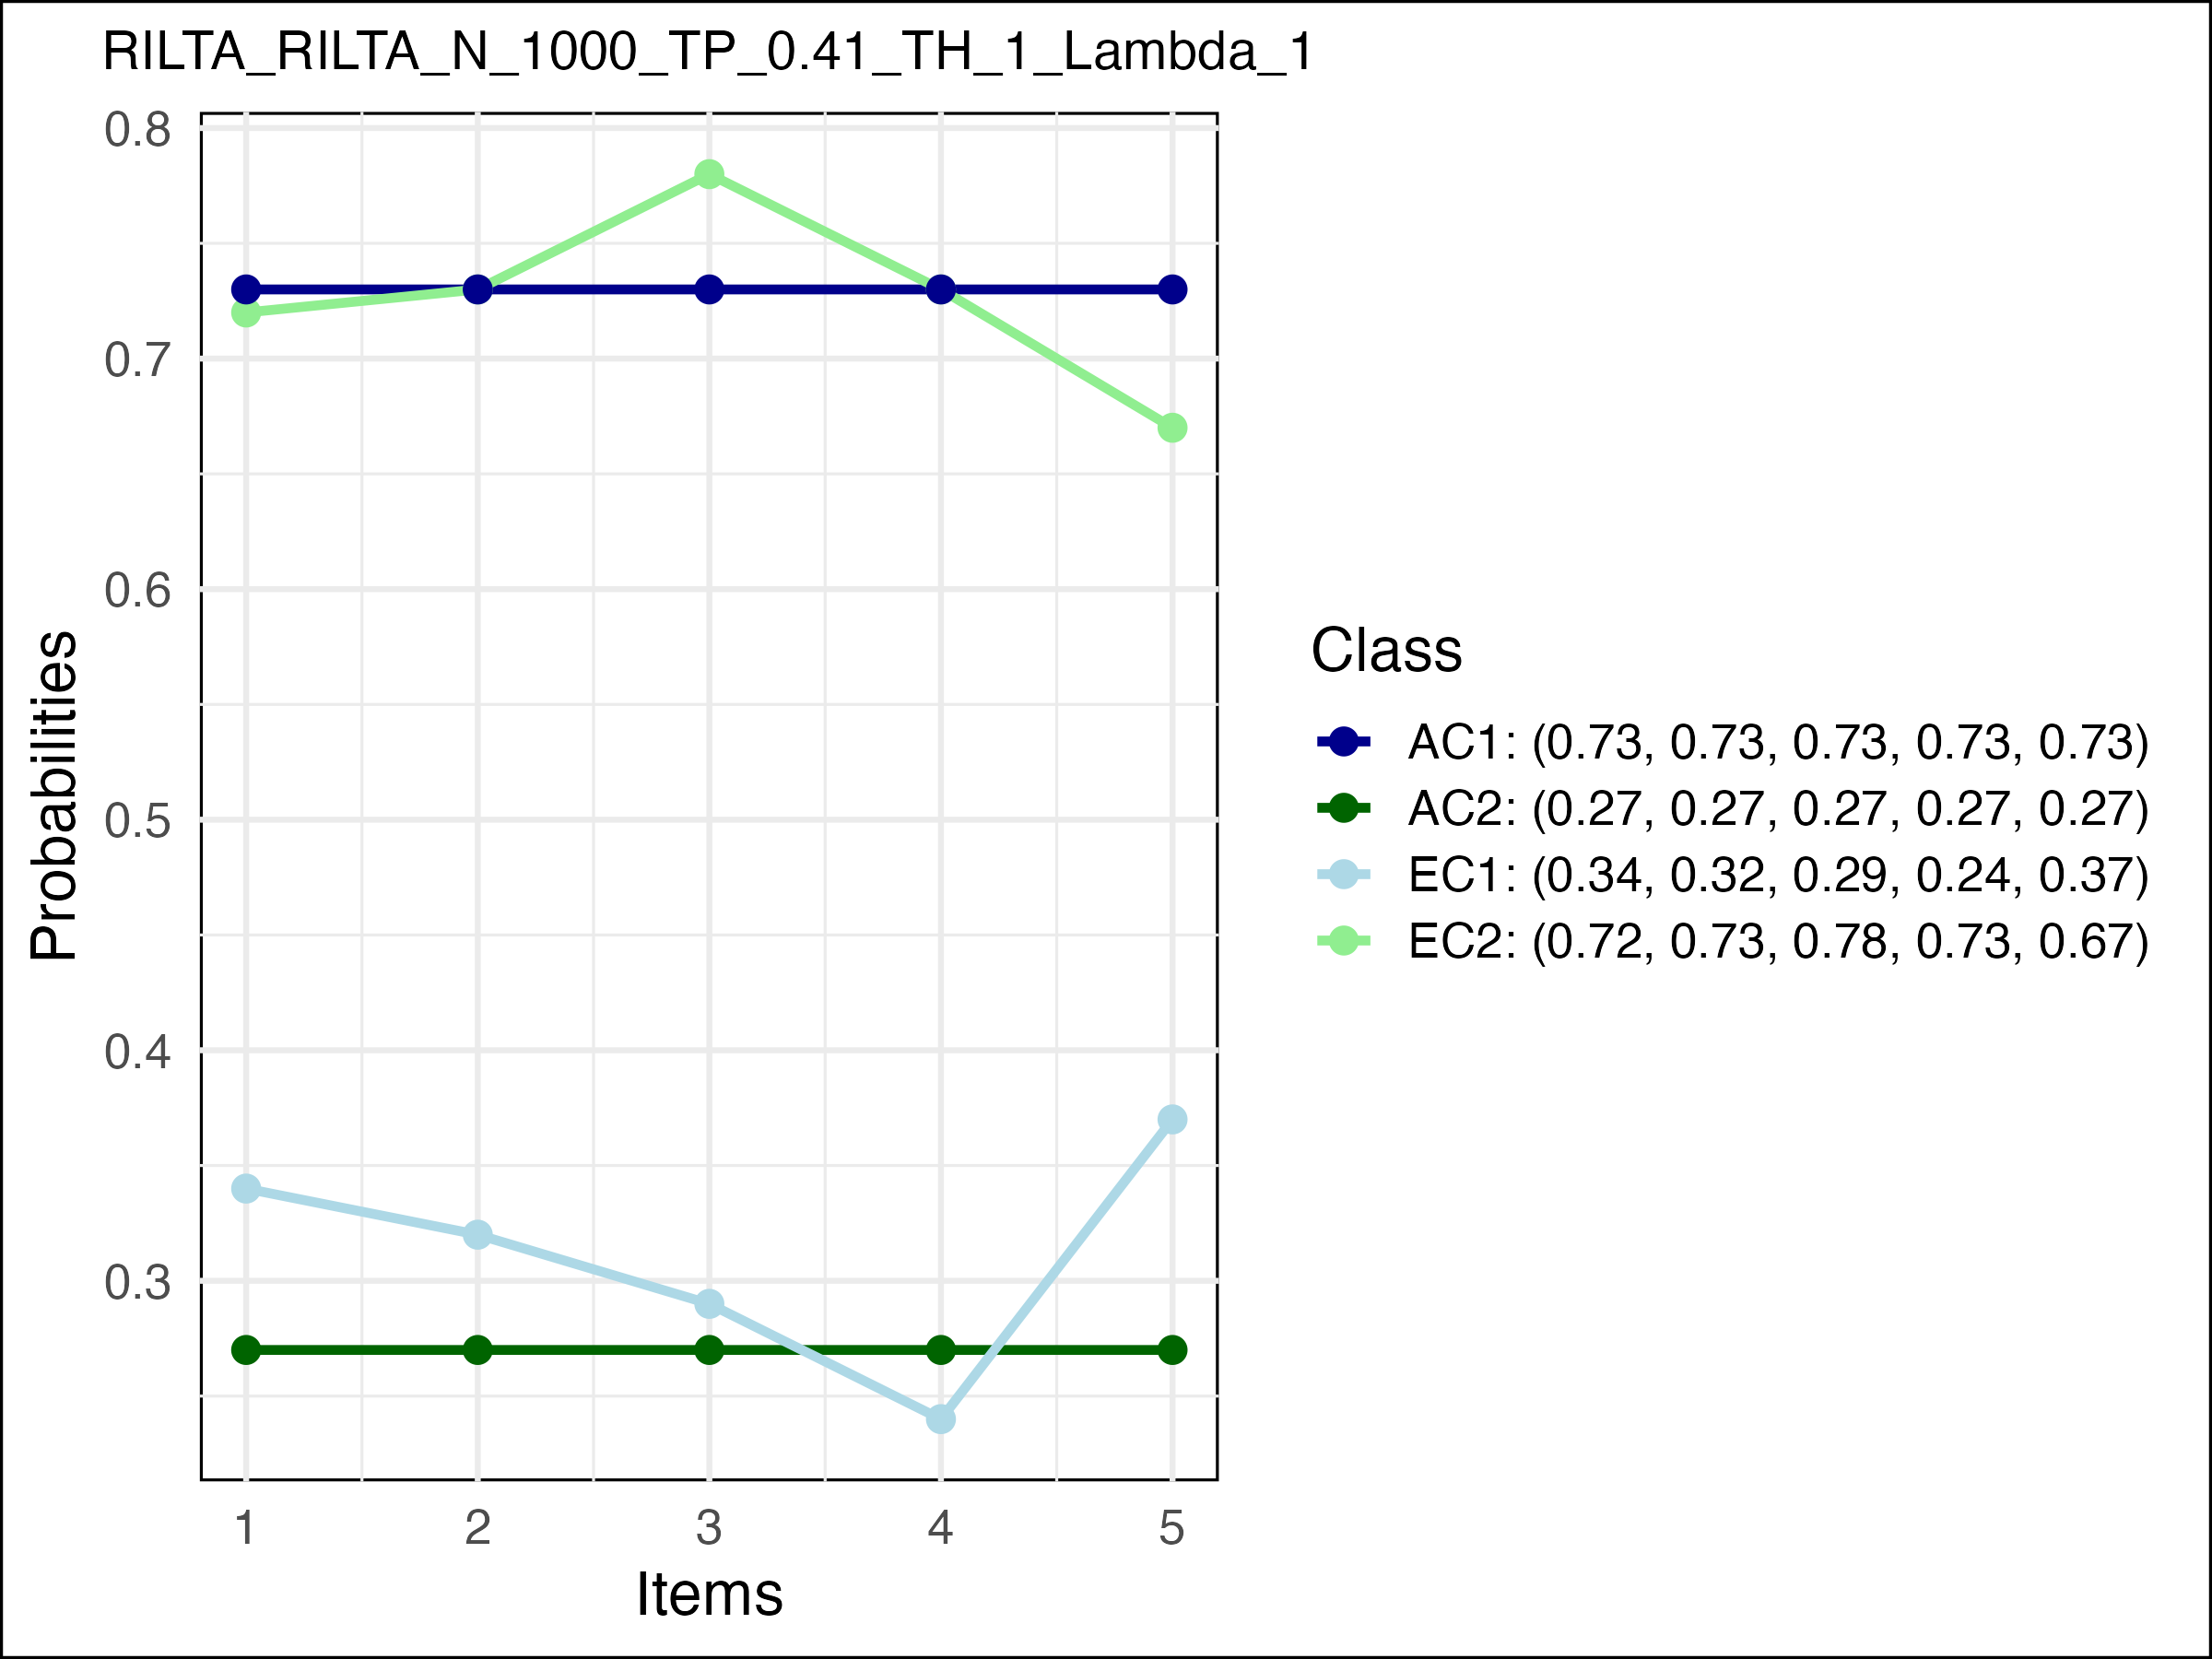 RILTA_RILTA_N_1000_TP_0.41_TH_1_Lambda_1
0.8
0.7
0.6
0.5
0.4
0.3
Probabilities
1 2 3 4 5
Items
Class
AC1: (0.73, 0.73, 0.73, 0.73, 0.73)
AC2: (0.27, 0.27, 0.27, 0.27, 0.27)
EC1: (0.34, 0.32, 0.29, 0.24, 0.37)
EC2: (0.72, 0.73, 0.78, 0.73, 0.67)